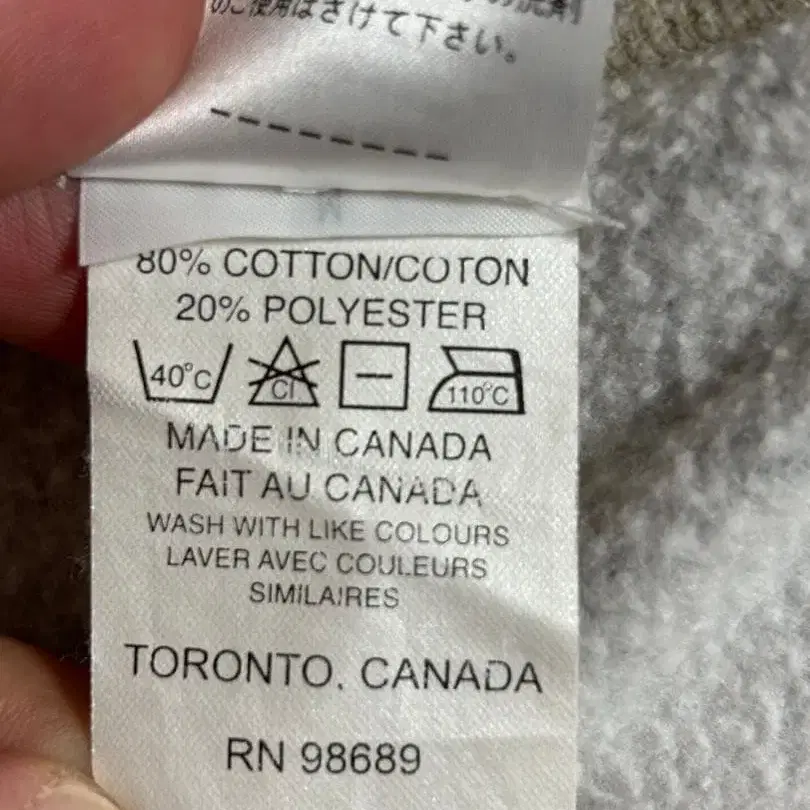 のご使用はさけて下さい。
80% COTTON/COTON
20% POLYESTER
40°C Cl 110°C
MADE IN CANADA
FAIT AU CANADA
WASH WITH LIKE COLOURS
LAVER AVEC COULEURS
SIMILAIRES
TORONTO, CANADA
RN 98689